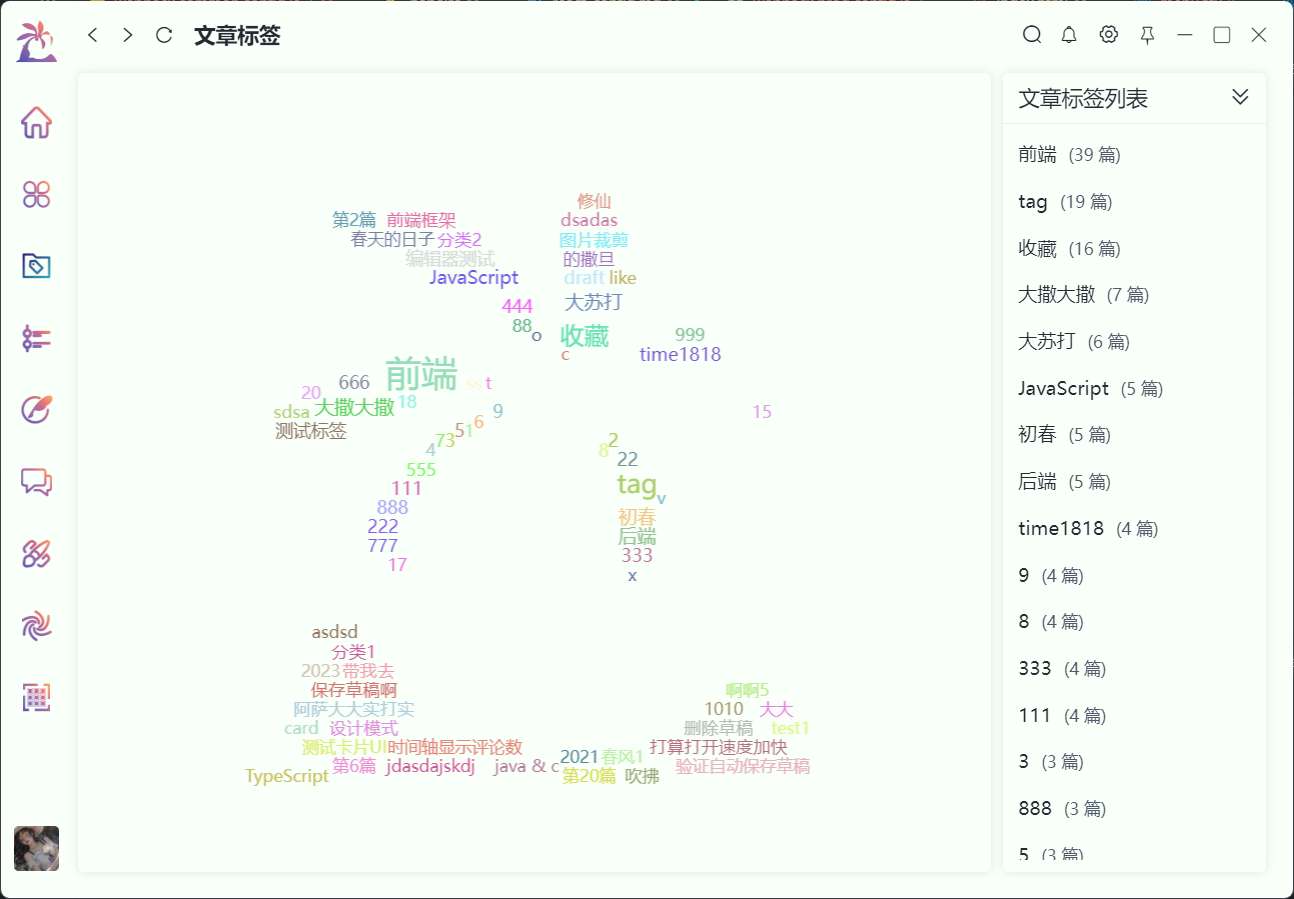 文章标签
修仙
第2篇 前端框架 dsadas
春天的日子 分类2 图片裁剪
编辑器测试 的撒旦
JavaScript draft like
444 大苏打
88 o 收藏 999
c time1818
前端
666 ss t
20 18
sdsa 大撒大撒 9 15
测试标签 5 1 6
4 73 8 2
22
555 tag
111 v
888
222 初春
777 后端
17 333
x
asdsd
分类1
2023 带我去
保存草稿啊 啊啊5
阿萨大大实打实 1010 大大
card 设计模式 删除草稿 test1
测试卡片UI 时间轴显示评论数 打算打开速度加快
第6篇 jdasdajskdj java & c 2021 春风1 验证自动保存草稿
TypeScript 第20篇 吹拂
文章标签列表
前端 (39 篇)
tag (19 篇)
收藏 (16 篇)
大撒大撒 (7 篇)
大苏打 (6 篇)
JavaScript (5 篇)
初春 (5 篇)
后端 (5 篇)
time1818 (4 篇)
9 (4 篇)
8 (4 篇)
333 (4 篇)
111 (4 篇)
3 (3 篇)
888 (3 篇)
5 (3 篇)